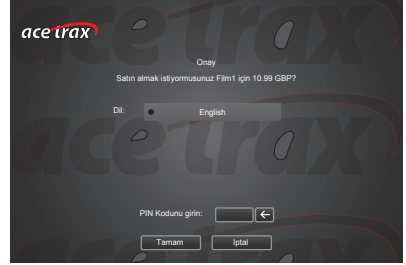 ace trax
Onay
Satın almak istiyormusunuz Film1 için 10.99 GBP?
Dil:
English
PIN Kodunu girin:
Tamam
Iptal